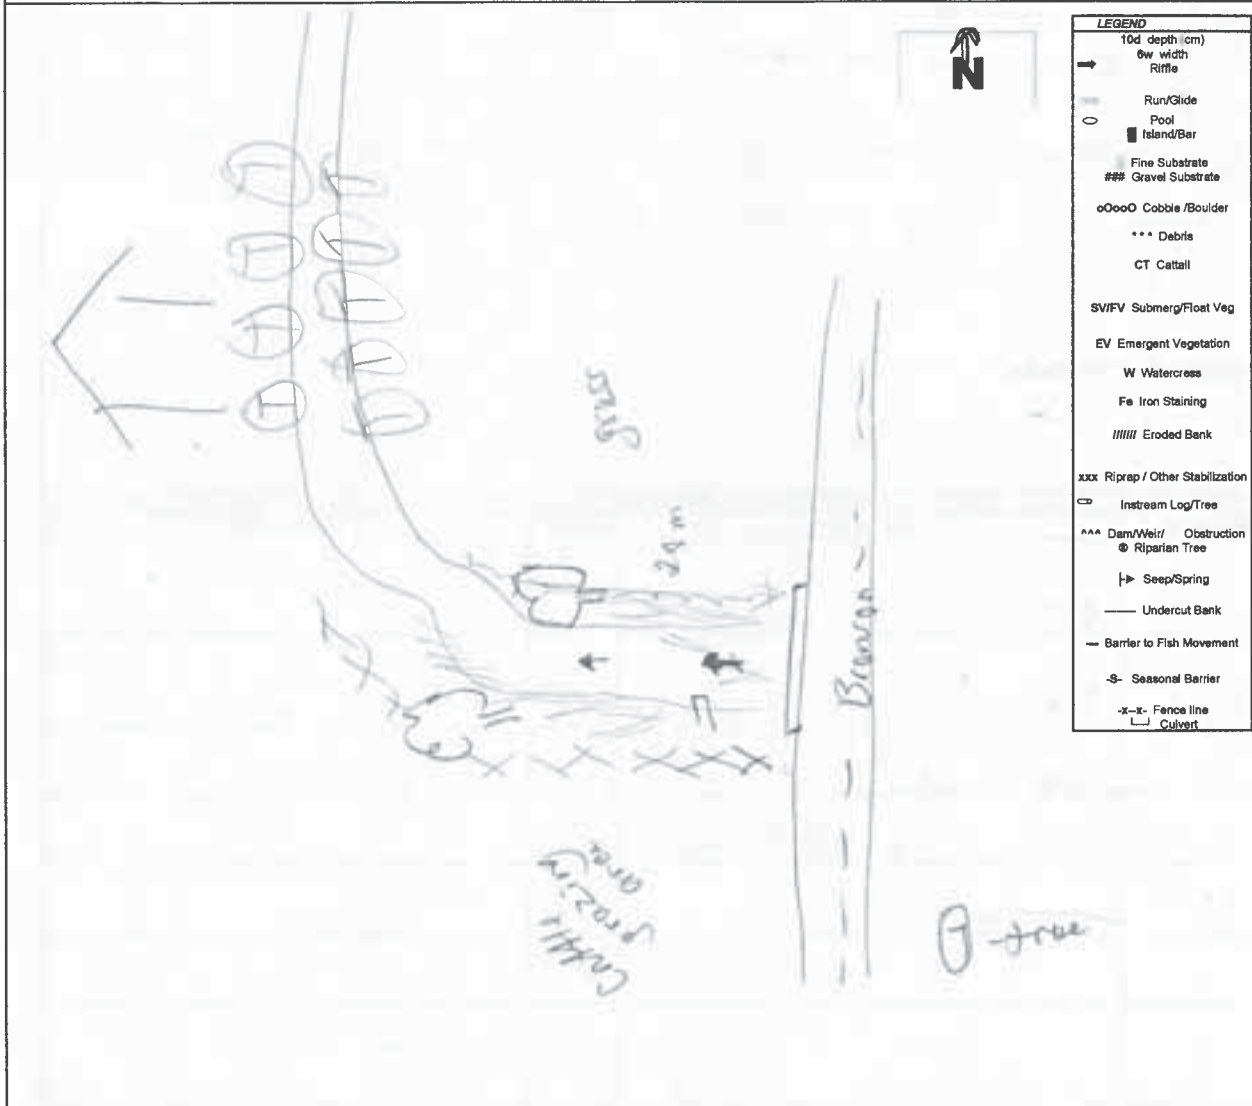 N
LEGEND
10d depth (cm)
6w width
Riffle
Run/Glide
Pool
Island/Bar
Fine Substrate
### Gravel Substrate
oOooO Cobble /Boulder
*** Debris
CT Cattail
SV/FV Submerg/Float Veg
EV Emergent Vegetation
W Watercress
Fe Iron Staining
/////// Eroded Bank
xxx Riprap / Other Stabilization
Instream Log/Tree
^^^ Dam/Weir/ Obstruction
Riparian Tree
Seep/Spring
Undercut Bank
Barrier to Fish Movement
-S- Seasonal Barrier
-x--x- Fence line
Culvert
grass
Cattle
grazing
area
T - tree